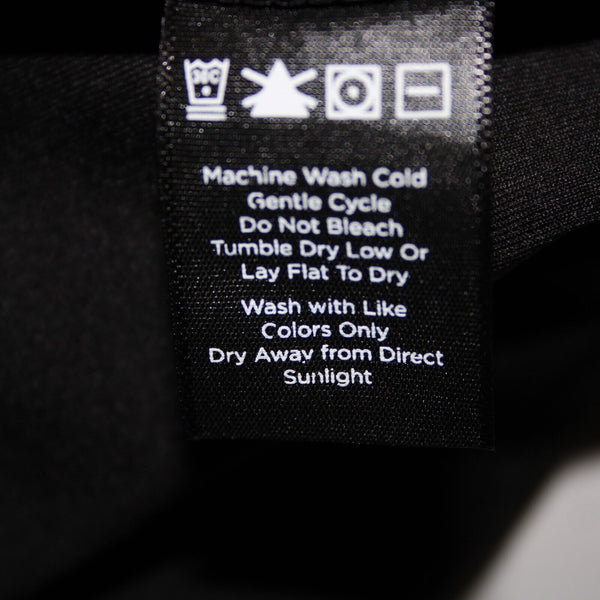 30C
Machine Wash Cold
Gentle Cycle
Do Not Bleach
Tumble Dry Low Or
Lay Flat To Dry
Wash with Like
Colors Only
Dry Away from Direct
Sunlight